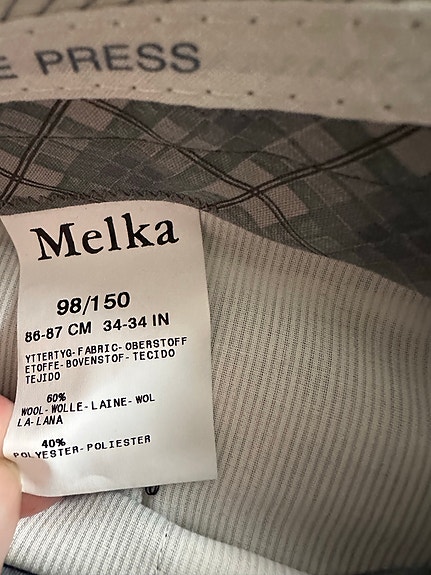 E PRESS
Melka
98/150
86-87 CM 34-34 IN
YTTERTYG-FABRIC-OBERSTOFF
ETOFFE-BOVENSTOF-TECIDO
TEJIDO
60%
WOOL-WOLLE-LAINE-WOL
LA-LANA
40%
POLYESTER-POLIESTER